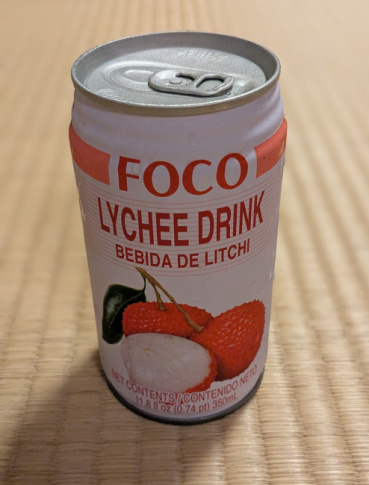 FOCO
LYCHEE DRINK
BEBIDA DE LITCHI
NET CONTENTS / CONTENIDO NETO
11.8 fl oz (0.74 pt) 350mL